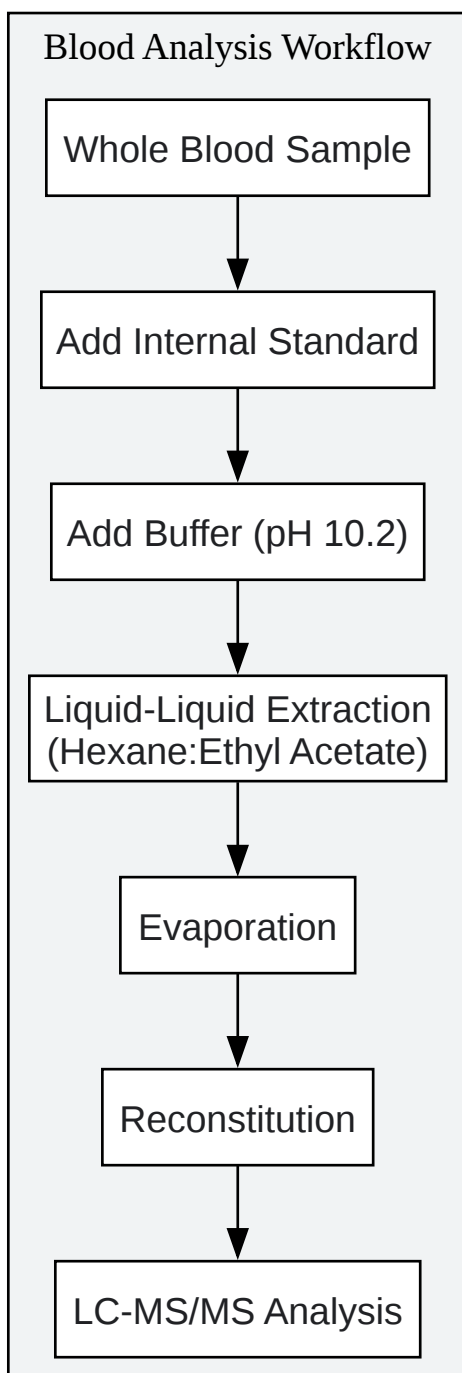 Blood Analysis Workflow
Whole Blood Sample
Add Internal Standard
Add Buffer (pH 10.2)
Liquid-Liquid Extraction
(Hexane:Ethyl Acetate)
Evaporation
Reconstitution
LC-MS/MS Analysis